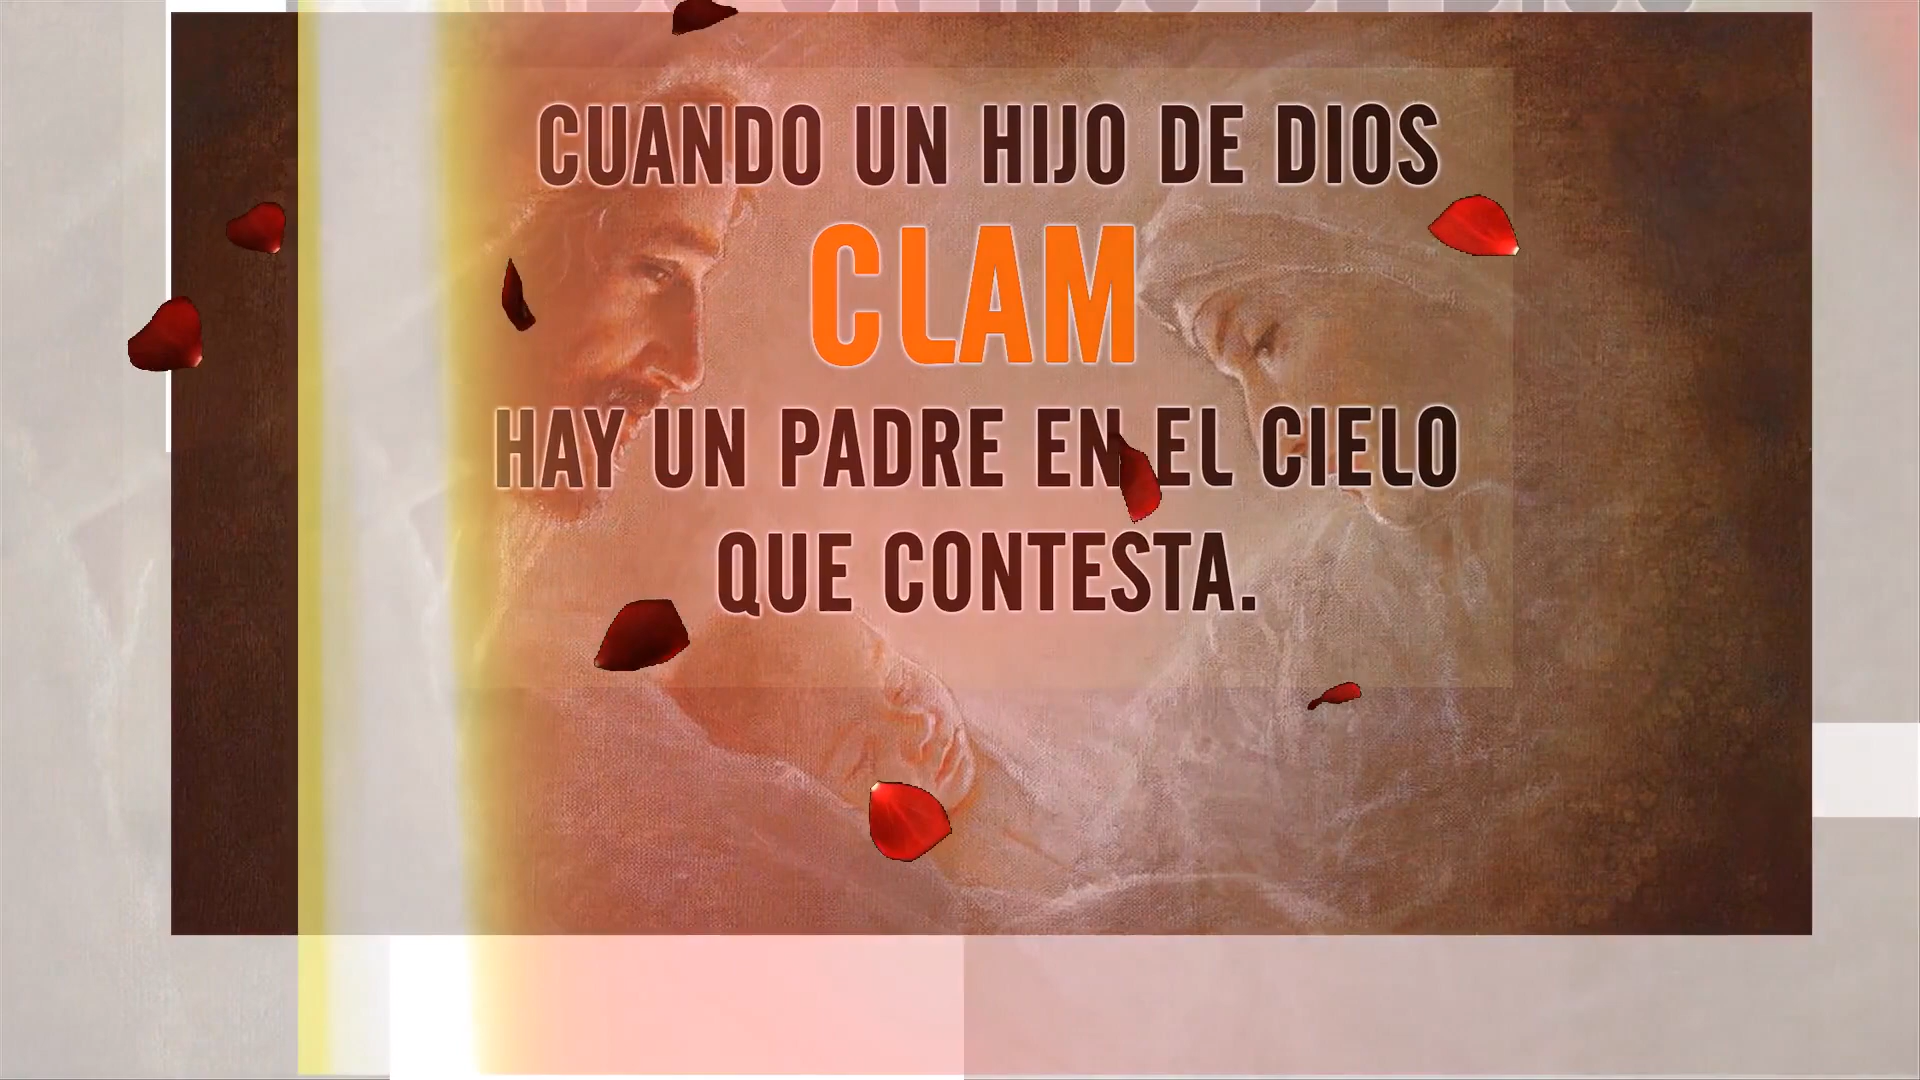 CUANDO UN HIJO DE DIOS
CLAM
HAY UN PADRE EN EL CIELO
QUE CONTESTA.